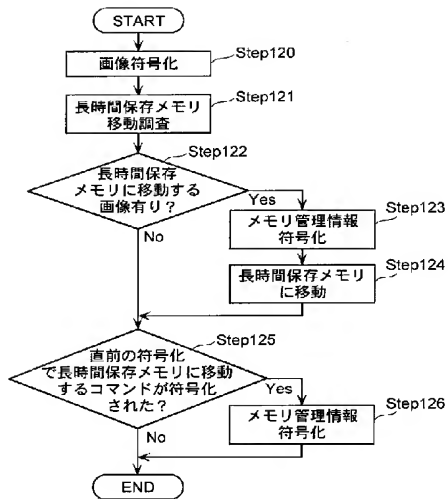 START
Step120
画像符号化
Step121
長時間保存メモリ
移動調査
Step122
長時間保存
メモリに移動する
画像有り？
Yes
No
Step123
メモリ管理情報
符号化
Step124
長時間保存メモリ
に移動
Step125
直前の符号化
で長時間保存メモリに移動
するコマンドが符号化
された？
Yes
No
Step126
メモリ管理情報
符号化
END